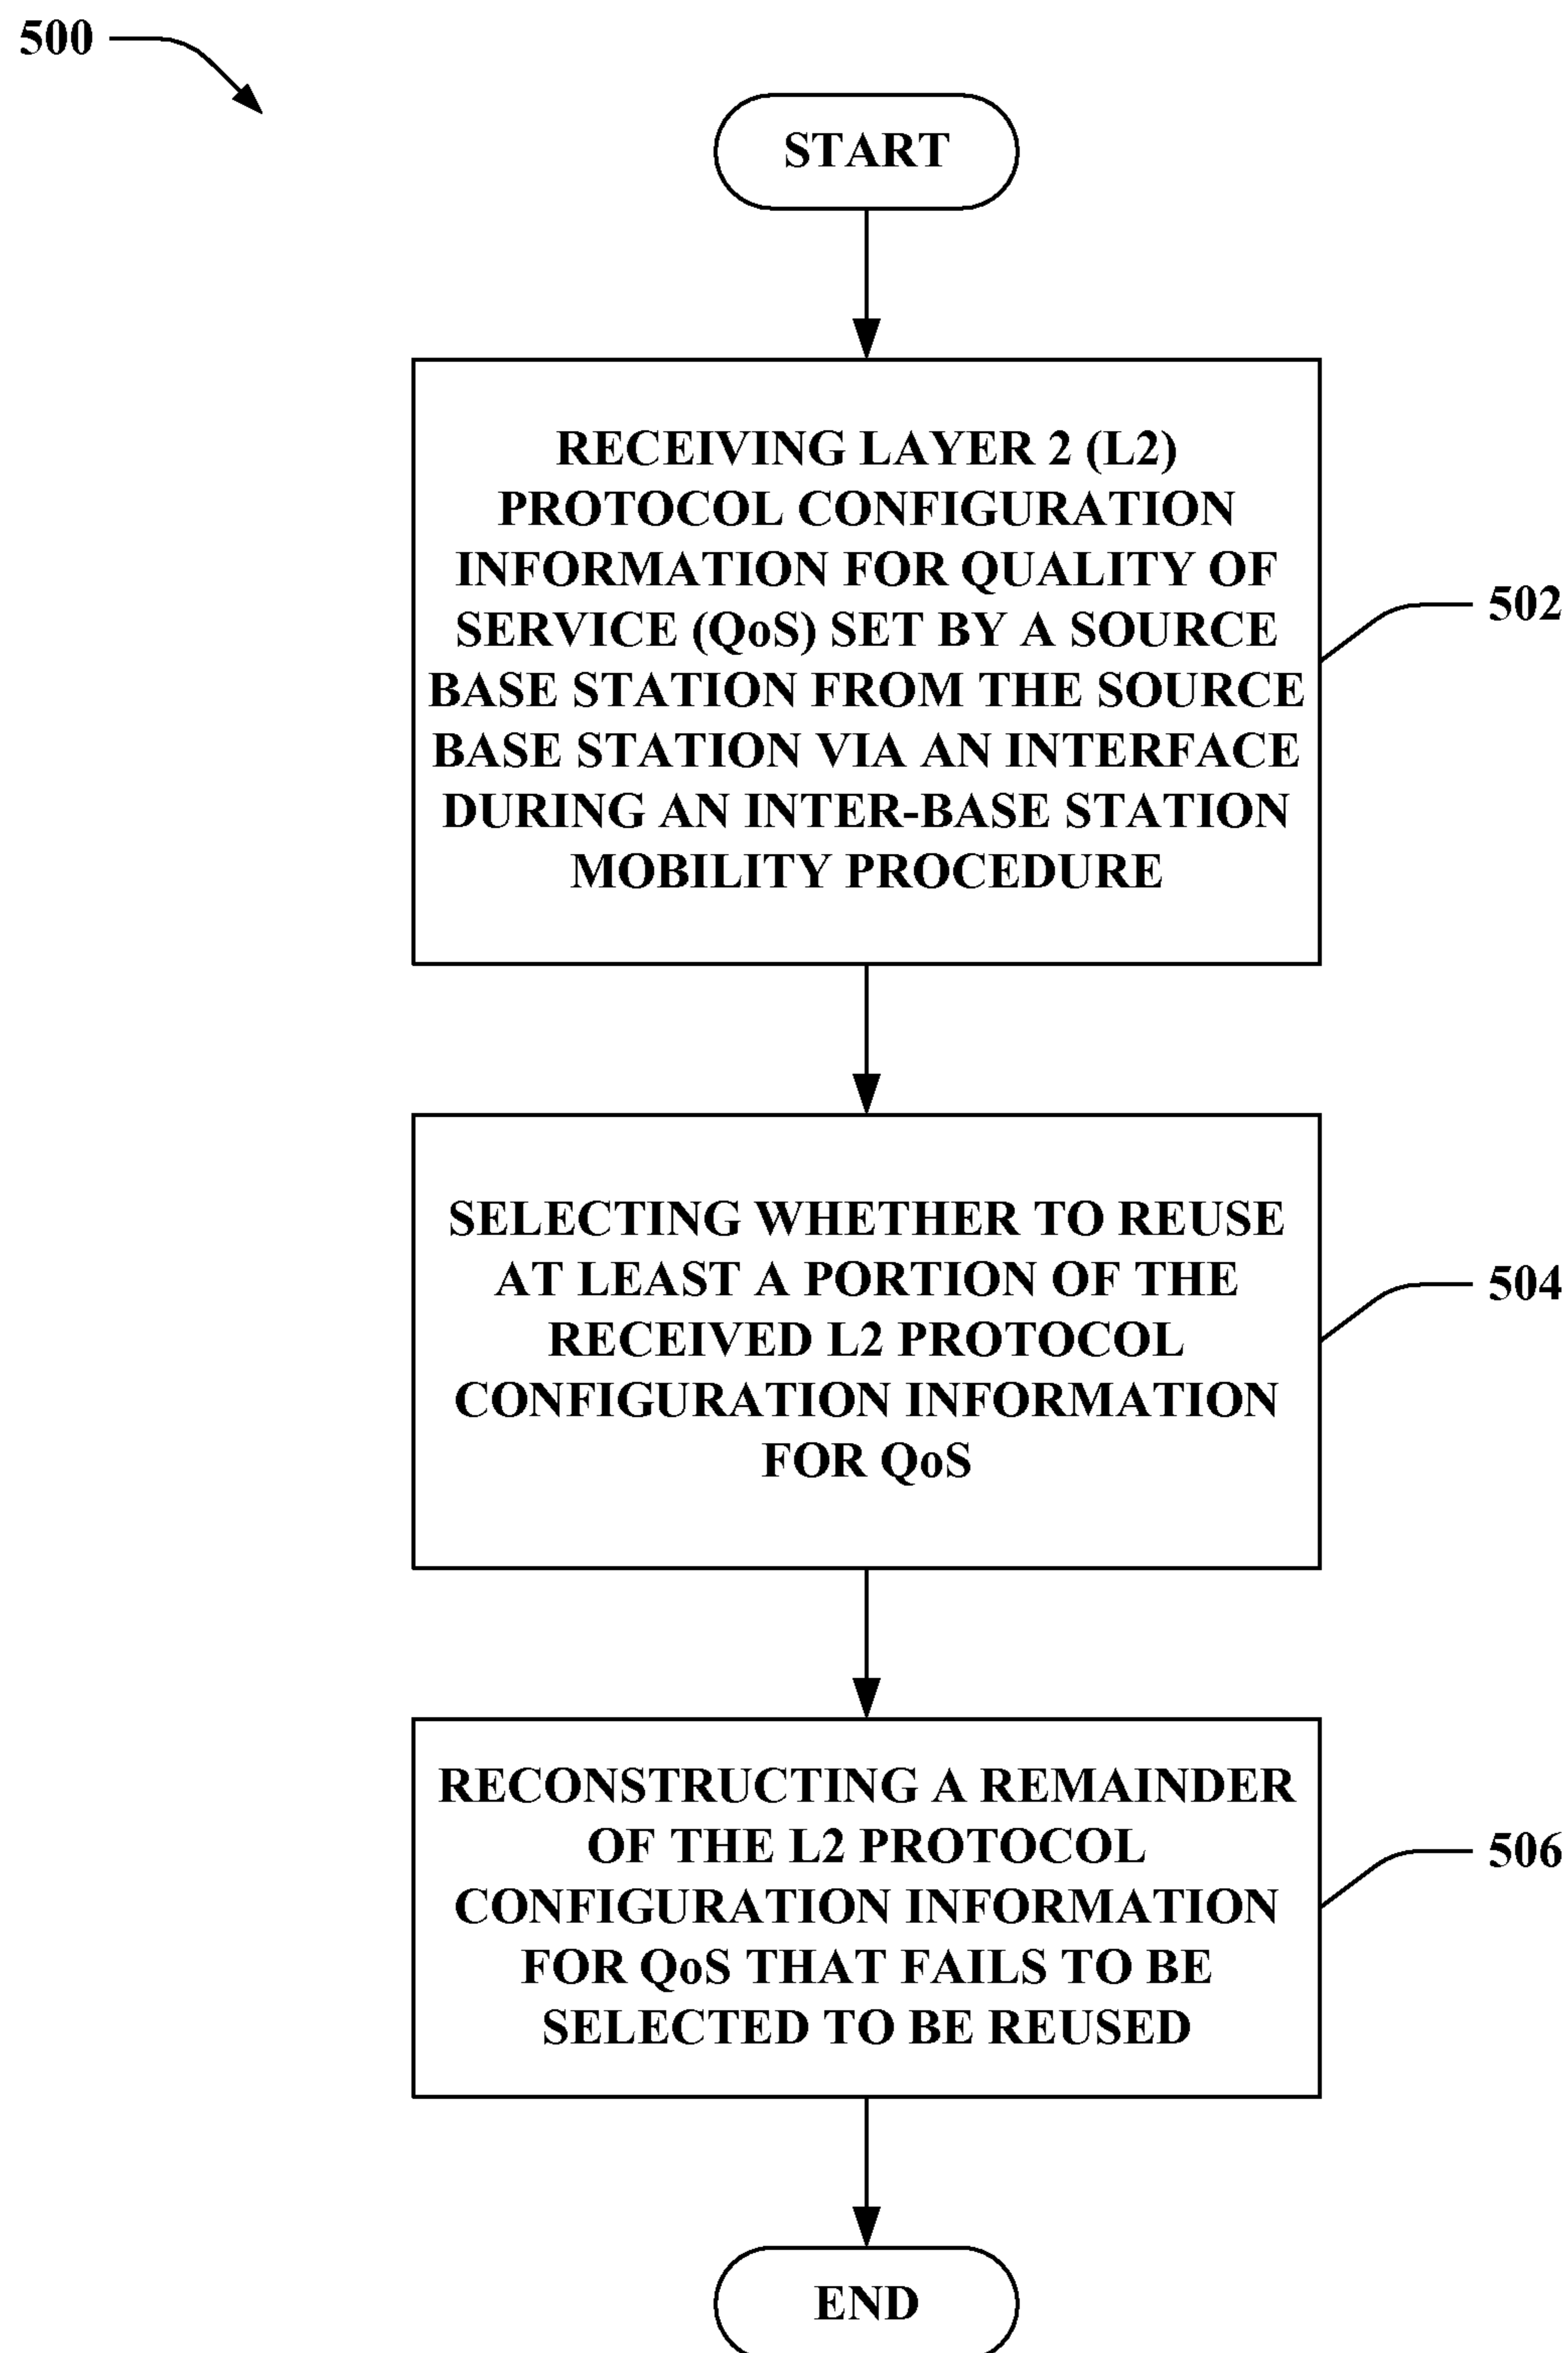 500
START
RECEIVING LAYER 2 (L2)
PROTOCOL CONFIGURATION
INFORMATION FOR QUALITY OF
SERVICE (QoS) SET BY A SOURCE
BASE STATION FROM THE SOURCE
BASE STATION VIA AN INTERFACE
DURING AN INTER-BASE STATION
MOBILITY PROCEDURE
502
SELECTING WHETHER TO REUSE
AT LEAST A PORTION OF THE
RECEIVED L2 PROTOCOL
CONFIGURATION INFORMATION
FOR QoS
504
RECONSTRUCTING A REMAINDER
OF THE L2 PROTOCOL
CONFIGURATION INFORMATION
FOR QoS THAT FAILS TO BE
SELECTED TO BE REUSED
506
END